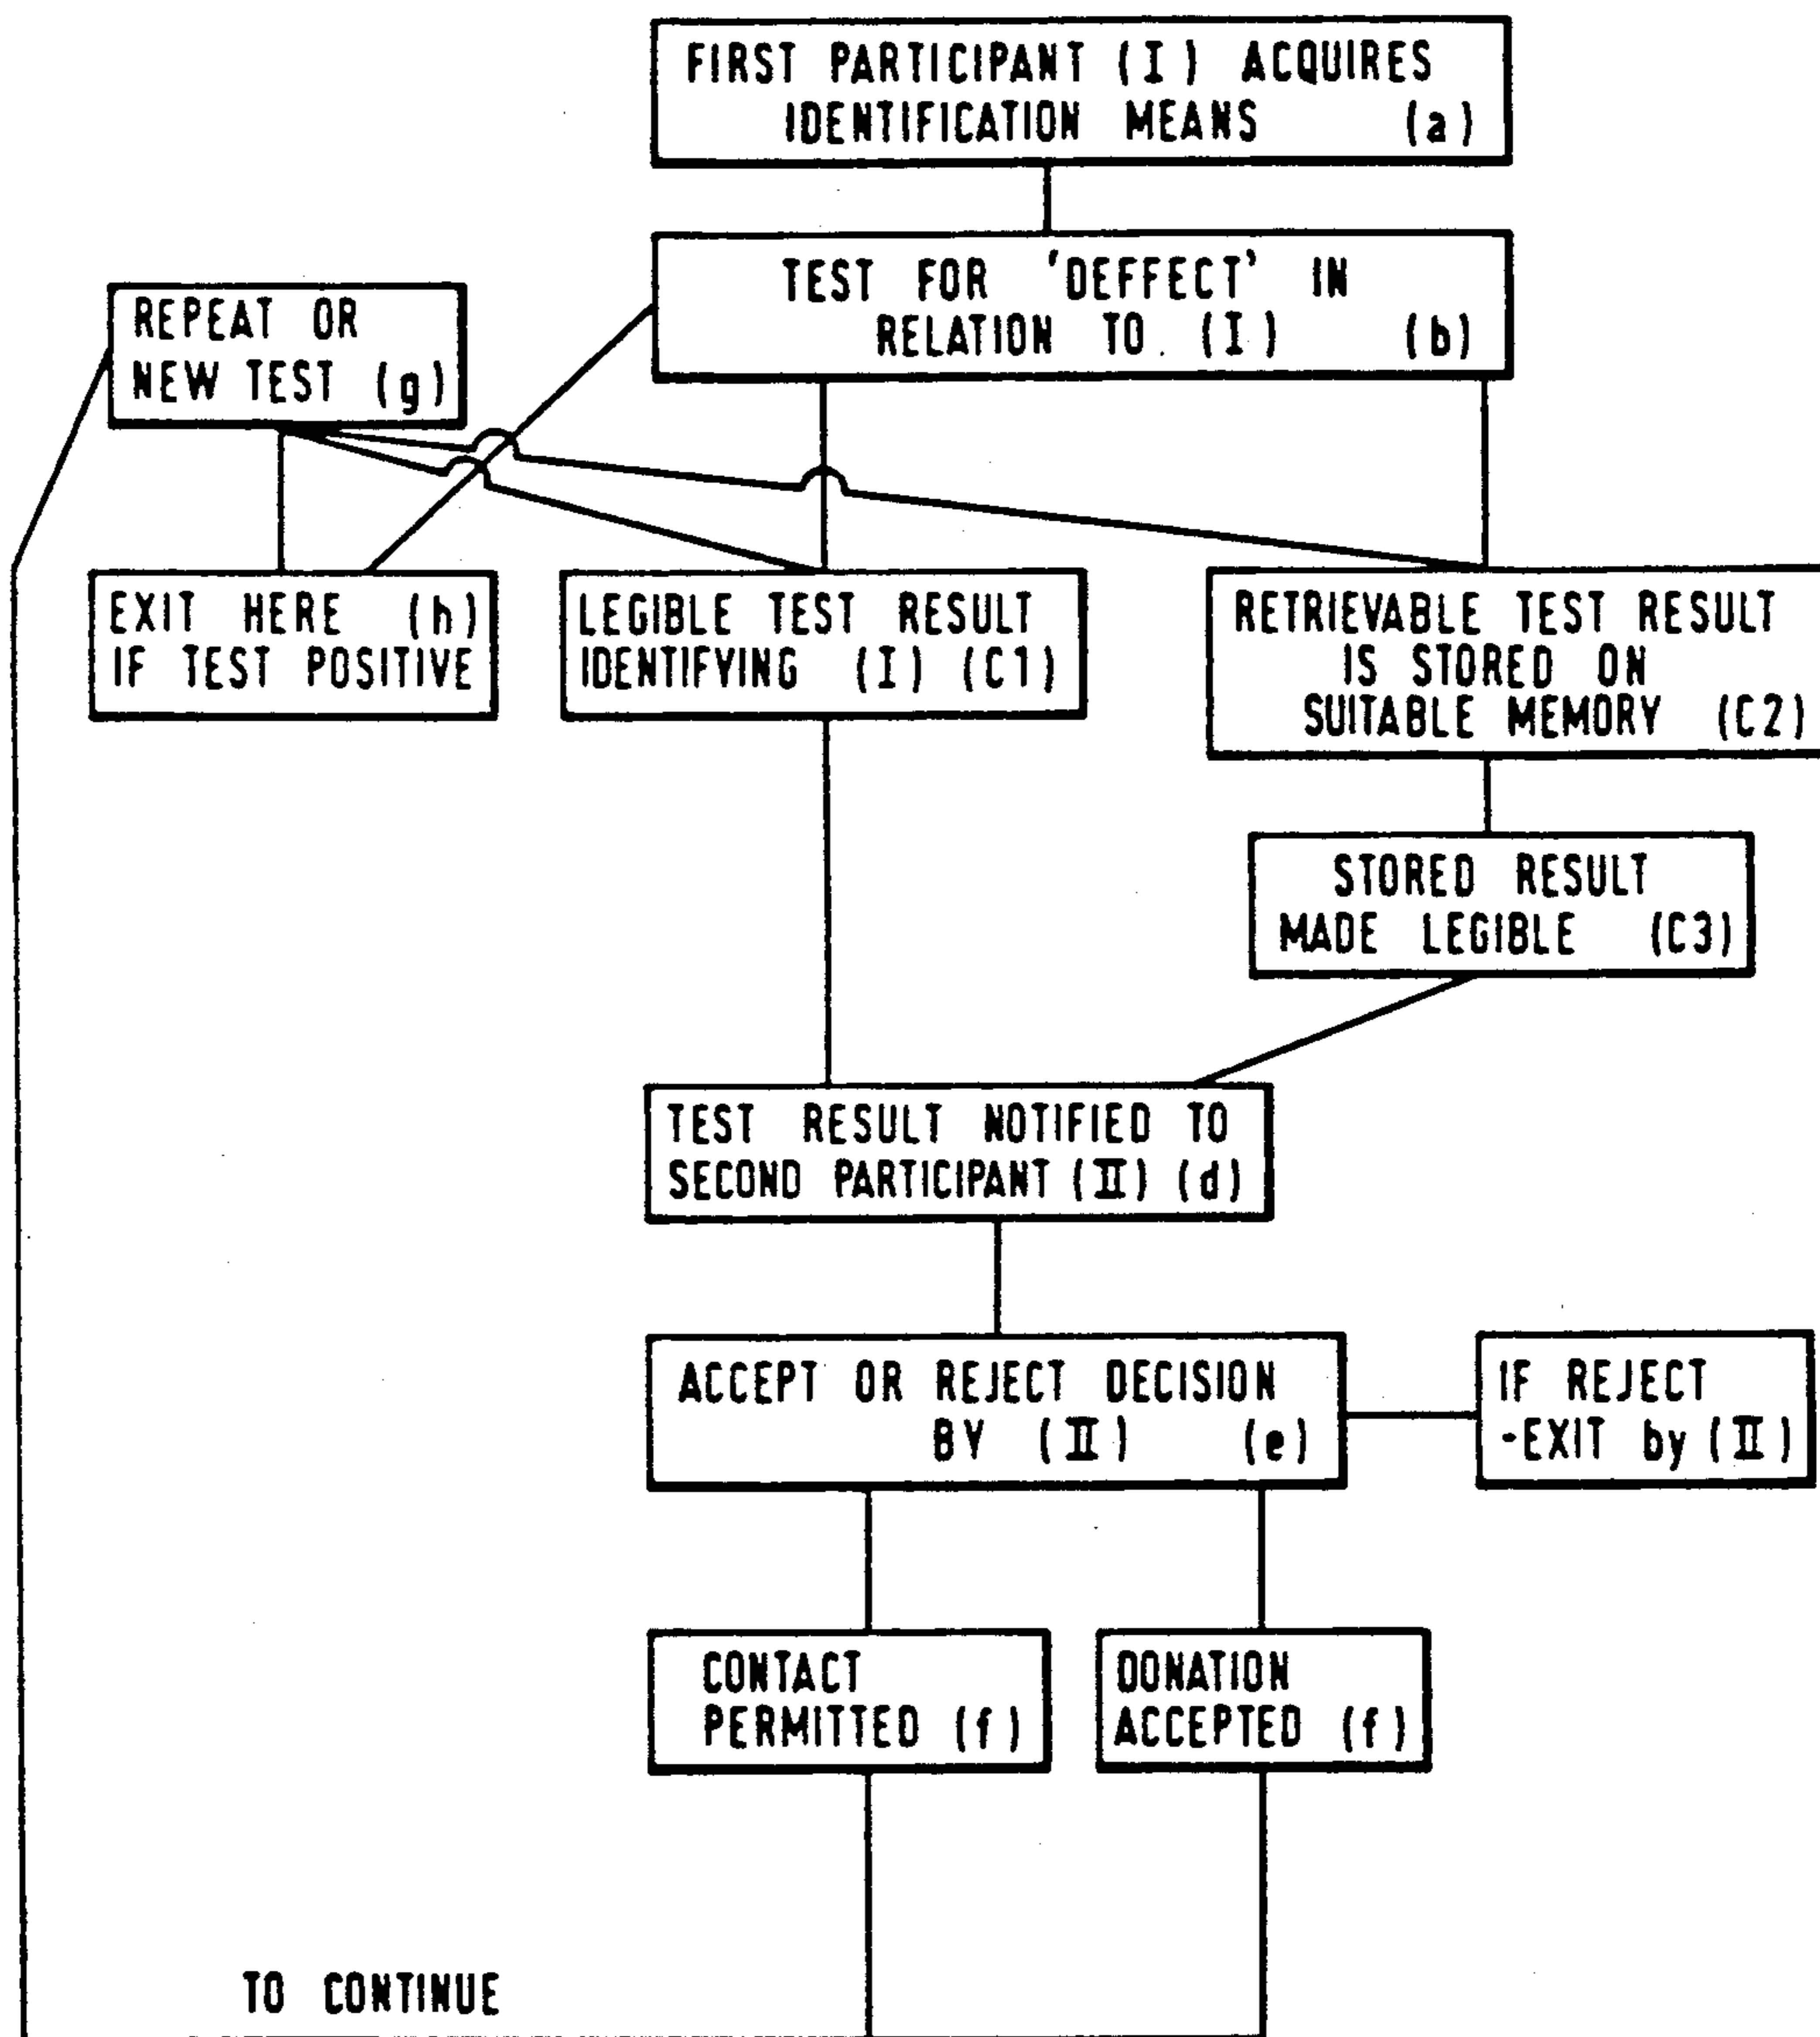 FIRST PARTICIPANT (I) ACQUIRES
IDENTIFICATION MEANS (a)
TEST FOR 'DEFFECT' IN
RELATION TO (I) (b)
REPEAT OR
NEW TEST (g)
EXIT HERE (h)
IF TEST POSITIVE
LEGIBLE TEST RESULT
IDENTIFYING (I) (C1)
RETRIEVABLE TEST RESULT
IS STORED ON
SUITABLE MEMORY (C2)
STORED RESULT
MADE LEGIBLE (C3)
TEST RESULT NOTIFIED TO
SECOND PARTICIPANT (II) (d)
ACCEPT OR REJECT DECISION
BY (II) (e)
IF REJECT
-EXIT by (II)
CONTACT
PERMITTED (f)
DONATION
ACCEPTED (f)
TO CONTINUE